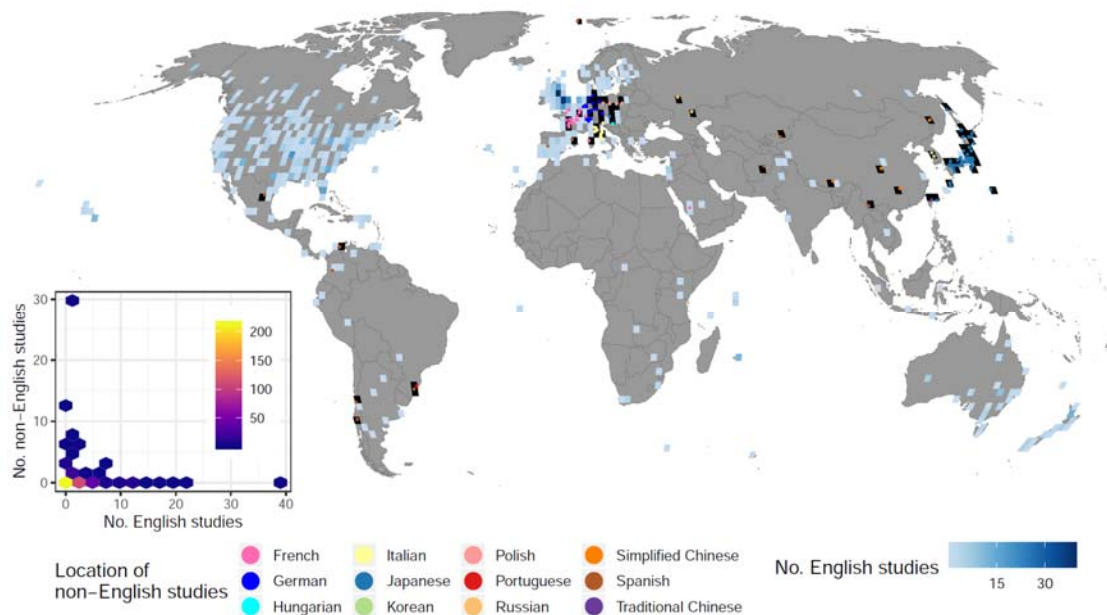 30
20
10
0
No. non−English studies
200
150
100
50
0 10 20 30 40
No. English studies
Location of
non−English studies
French Italian Polish Simplified Chinese
German Japanese Portuguese Spanish
Hungarian Korean Russian Traditional Chinese
No. English studies
15 30